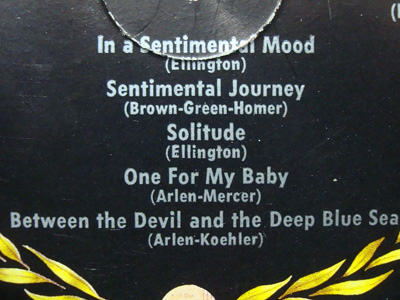 In a Sentimental Mood
(Ellington)
Sentimental Journey
(Brown-Green-Homer)
Solitude
(Ellington)
One For My Baby
(Arlen-Mercer)
Between the Devil and the Deep Blue Sea
(Arlen-Koehler)